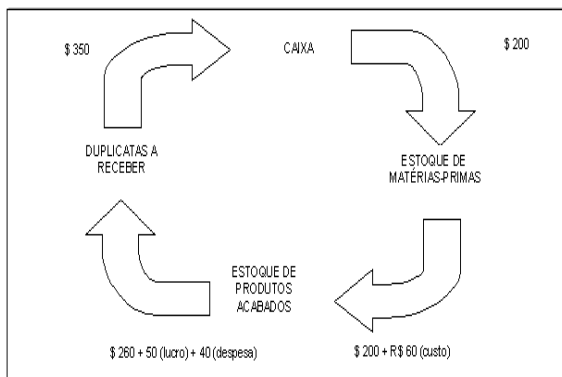 $ 350
CAIXA
$ 200
DUPLICATAS A
RECEBER
ESTOQUE DE
MATÉRIAS-PRIMAS
ESTOQUE DE
PRODUTOS
ACABADOS
$ 260 + 50 (lucro) + 40 (despesa)
$ 200 + R$ 60 (custo)